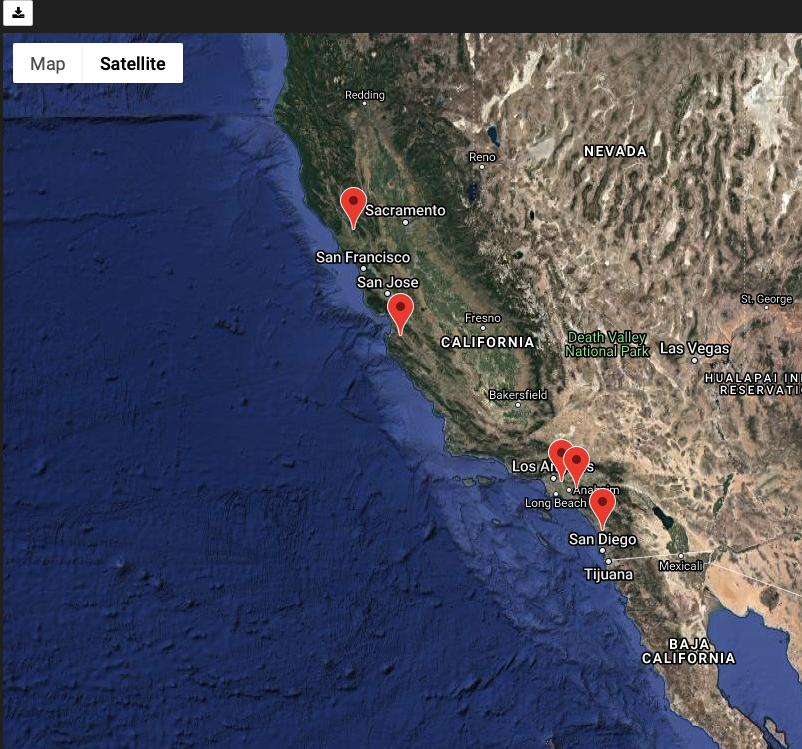 Map
Satellite
Redding
Reno
NEVADA
Sacramento
San Francisco
San Jose
St. George
Fresno
CALIFORNIA
Death Valley
National Park
Las Vegas
HUALAPAI IN
RESERVATI
Bakersfield
Los An s
Anaheim
Long Beach
San Diego
Mexicali
Tijuana
BAJA
CALIFORNIA